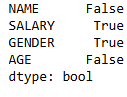 NAME      False
SALARY     True
GENDER     True
AGE       False
dtype: bool